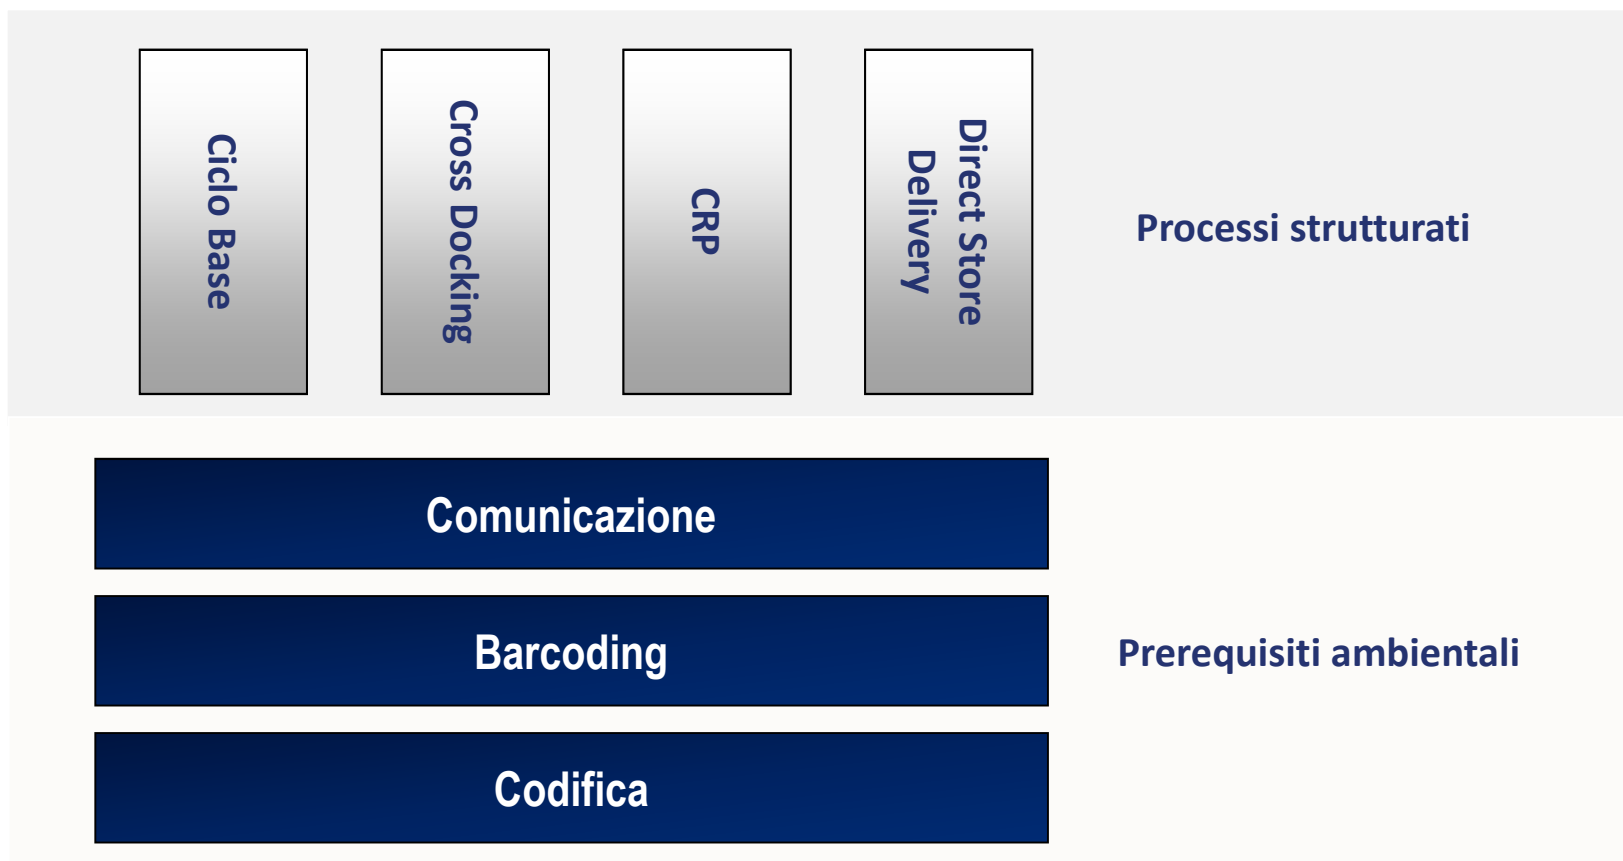 Ciclo Base
Cross Docking
CRP
Direct Store
Delivery
Processi strutturati
Comunicazione
Barcoding
Prerequisiti ambientali
Codifica